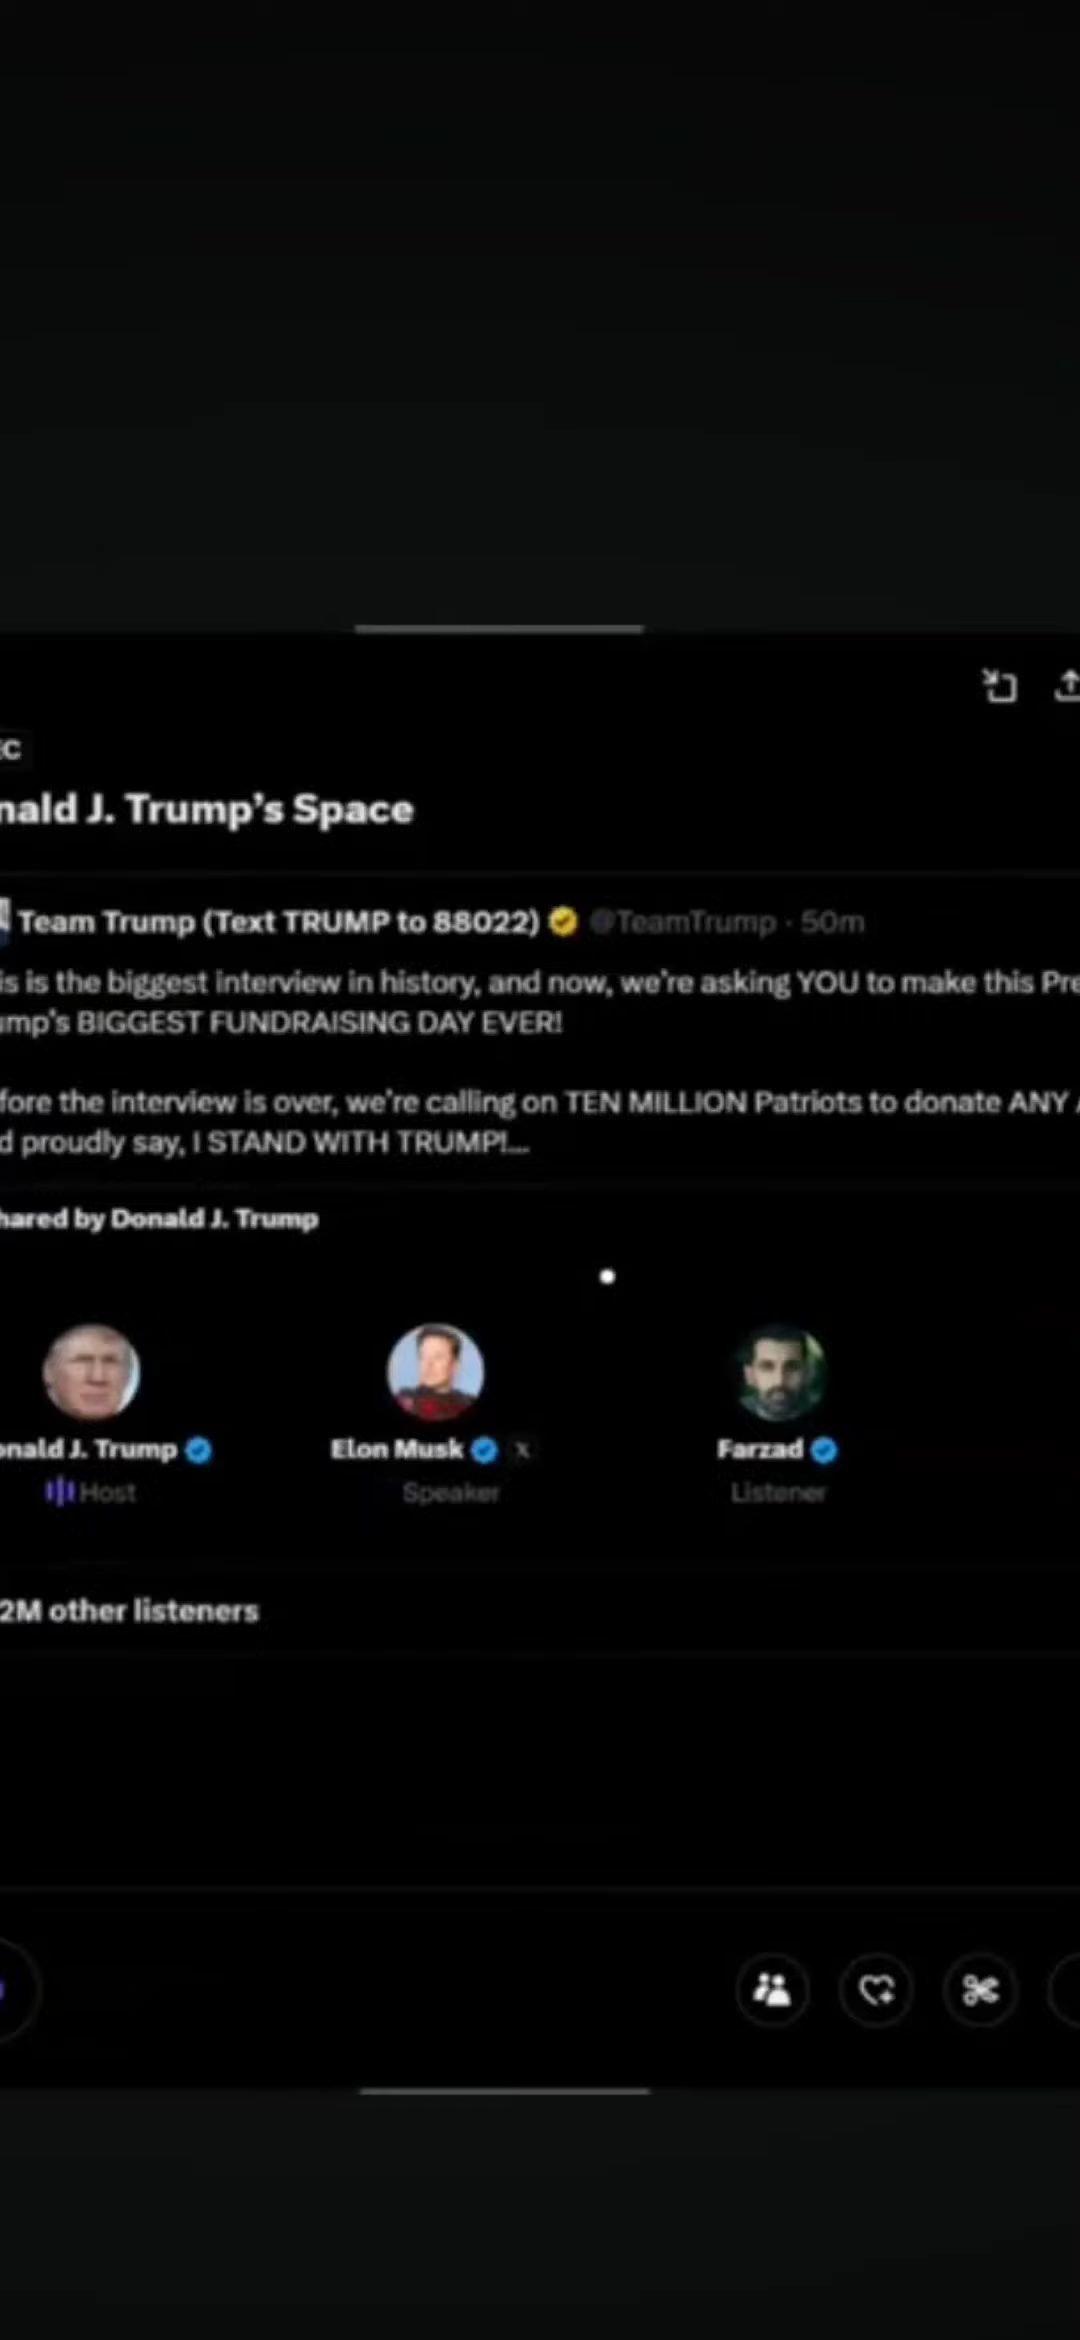 EC
nald J. Trump's Space
Team Trump (Text TRUMP to 88022) @TeamTrump · 50m
is is the biggest interview in history, and now, we're asking YOU to make this Pre
ump's BIGGEST FUNDRAISING DAY EVER!
fore the interview is over, we're calling on TEN MILLION Patriots to donate ANY A
d proudly say, I STAND WITH TRUMP!...
hared by Donald J. Trump
onald J. Trump
Elon Musk X
Farzad
Host
Speaker
Listener
2M other listeners